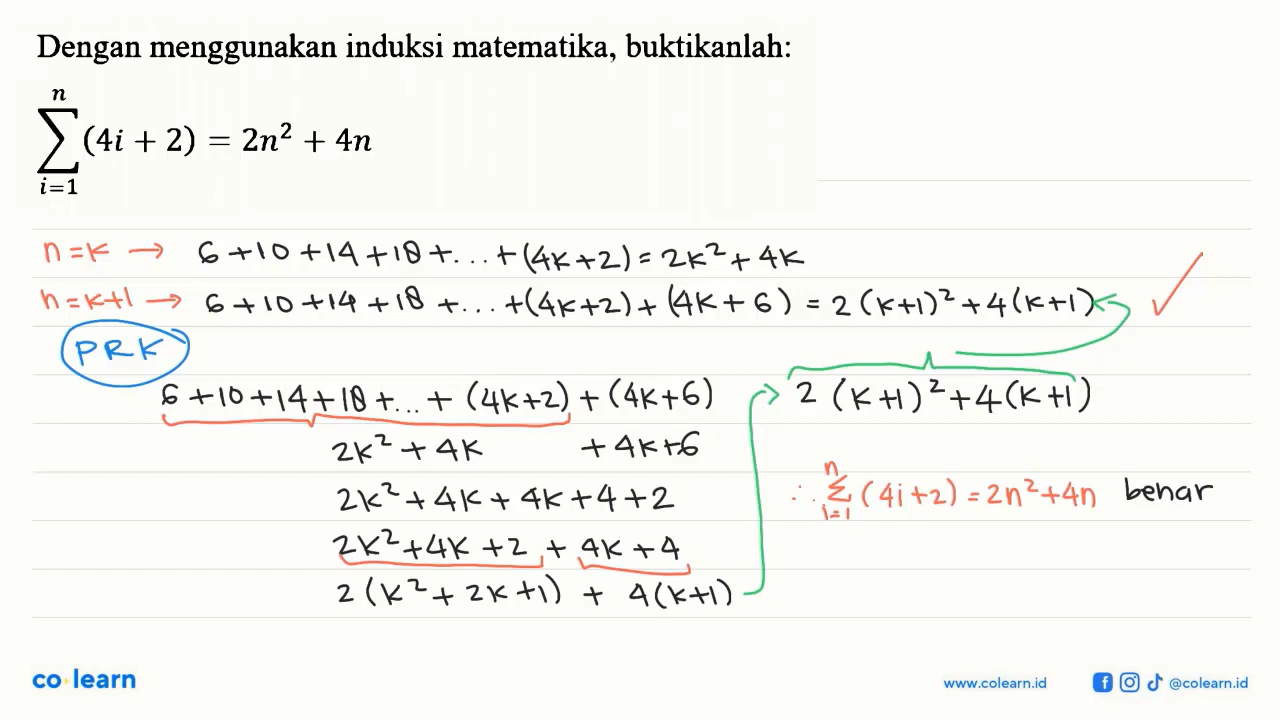 Dengan menggunakan induksi matematika, buktikanlah:
n
∑ (4i + 2) = 2n² + 4n
i=1
n=k → 6+10+14+18+...+(4k+2)=2k²+4k
n=k+1 → 6+10+14+18+...+(4k+2)+(4k+6)=2(k+1)²+4(k+1) ✓
PRK
6+10+14+18+...+(4k+2)+(4k+6) 2(k+1)²+4(k+1)
2k²+4k +4k+6
2k²+4k+4k+4+2
2k²+4k+2+4k+4
2(k²+2k+1)+4(k+1)
n
∴ ∑ (4i+2)=2n²+4n benar
i=1
co learn
www.colearn.id @colearn.id